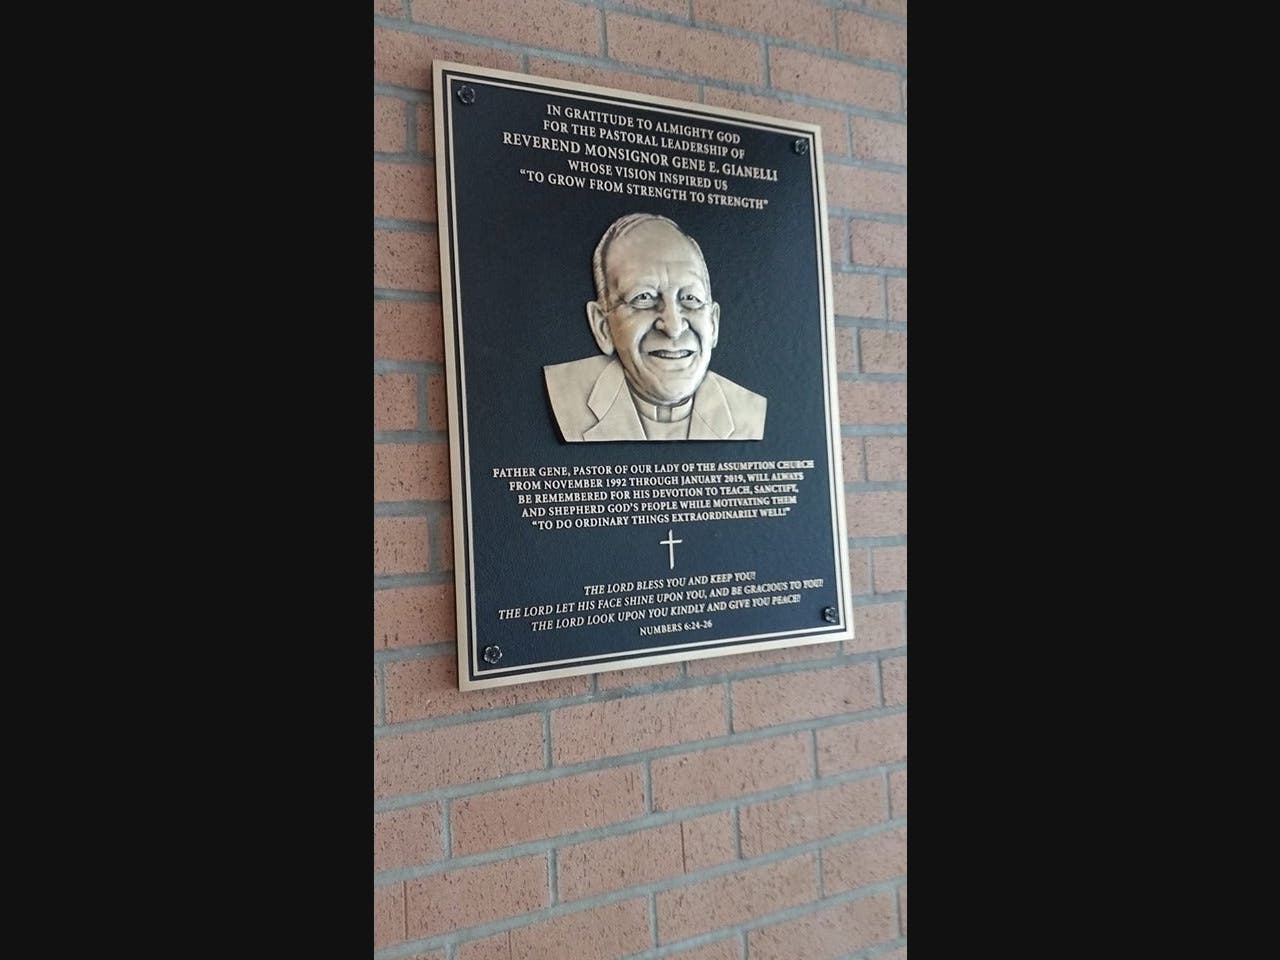 IN GRATITUDE TO ALMIGHTY GOD
FOR THE PASTORAL LEADERSHIP OF
REVEREND MONSIGNOR GENE E. GIANELLI
WHOSE VISION INSPIRED US
“TO GROW FROM STRENGTH TO STRENGTH”
FATHER GENE, PASTOR OF OUR LADY OF THE ASSUMPTION CHURCH
FROM NOVEMBER 1992 THROUGH JANUARY 2019, WILL ALWAYS
BE REMEMBERED FOR HIS DEVOTION TO TEACH, SANCTIFY,
AND SHEPHERD GOD’S PEOPLE WHILE MOTIVATING THEM
“TO DO ORDINARY THINGS EXTRAORDINARILY WELL!”
THE LORD BLESS YOU AND KEEP YOU!
THE LORD LET HIS FACE SHINE UPON YOU, AND BE GRACIOUS TO YOU!
THE LORD LOOK UPON YOU KINDLY AND GIVE YOU PEACE!
NUMBERS 6:24-26